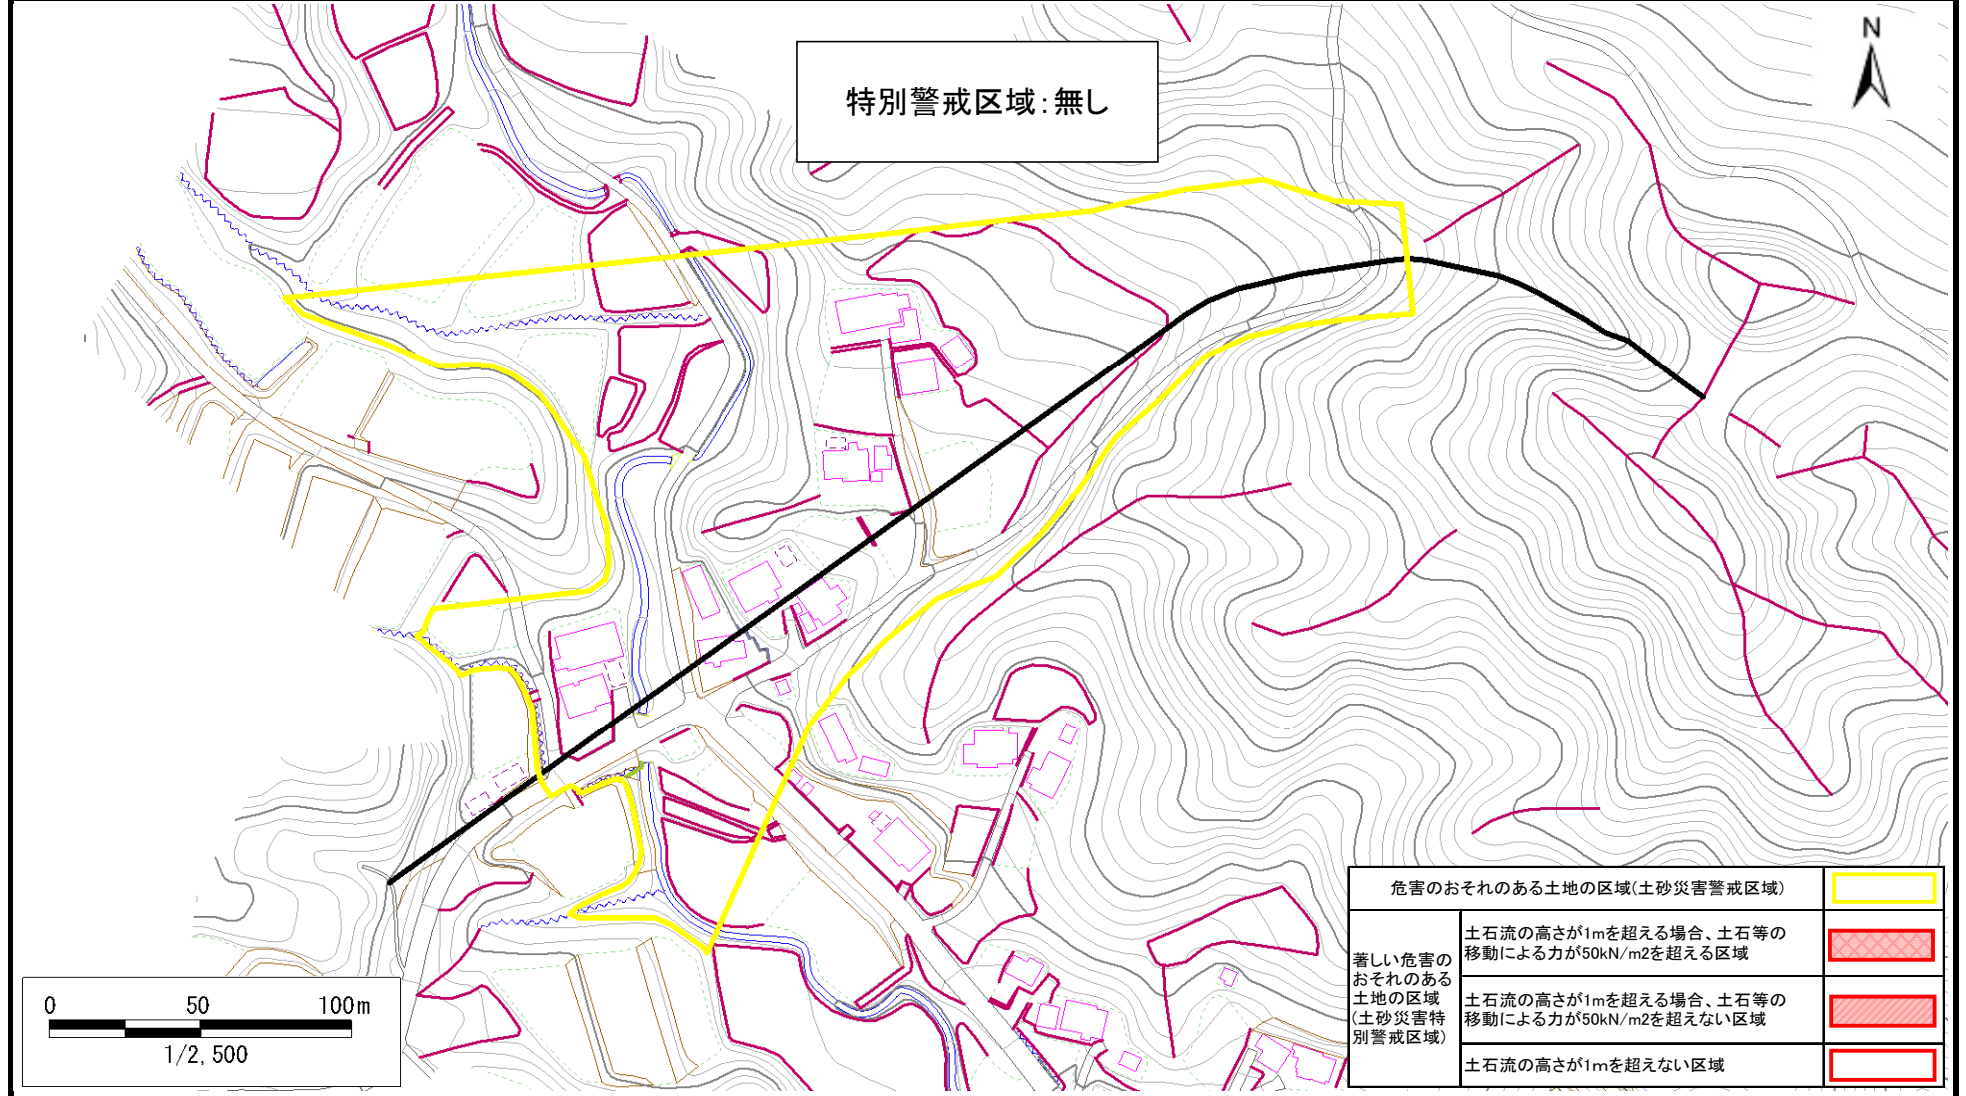 N
特別警戒区域：無し
危害のおそれのある土地の区域(土砂災害警戒区域)
著しい危害の
おそれのある
土地の区域
(土砂災害特
別警戒区域)
土石流の高さが1mを超える場合、土石等の
移動による力が50kN/m2を超える区域
土石流の高さが1mを超える場合、土石等の
移動による力が50kN/m2を超えない区域
土石流の高さが1mを超えない区域
0 50 100m
1/2,500